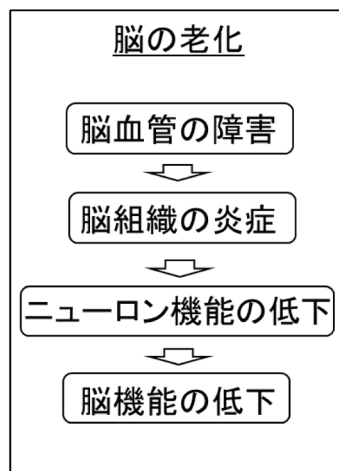 脳の老化
脳血管の障害
脳組織の炎症
ニューロン機能の低下
脳機能の低下